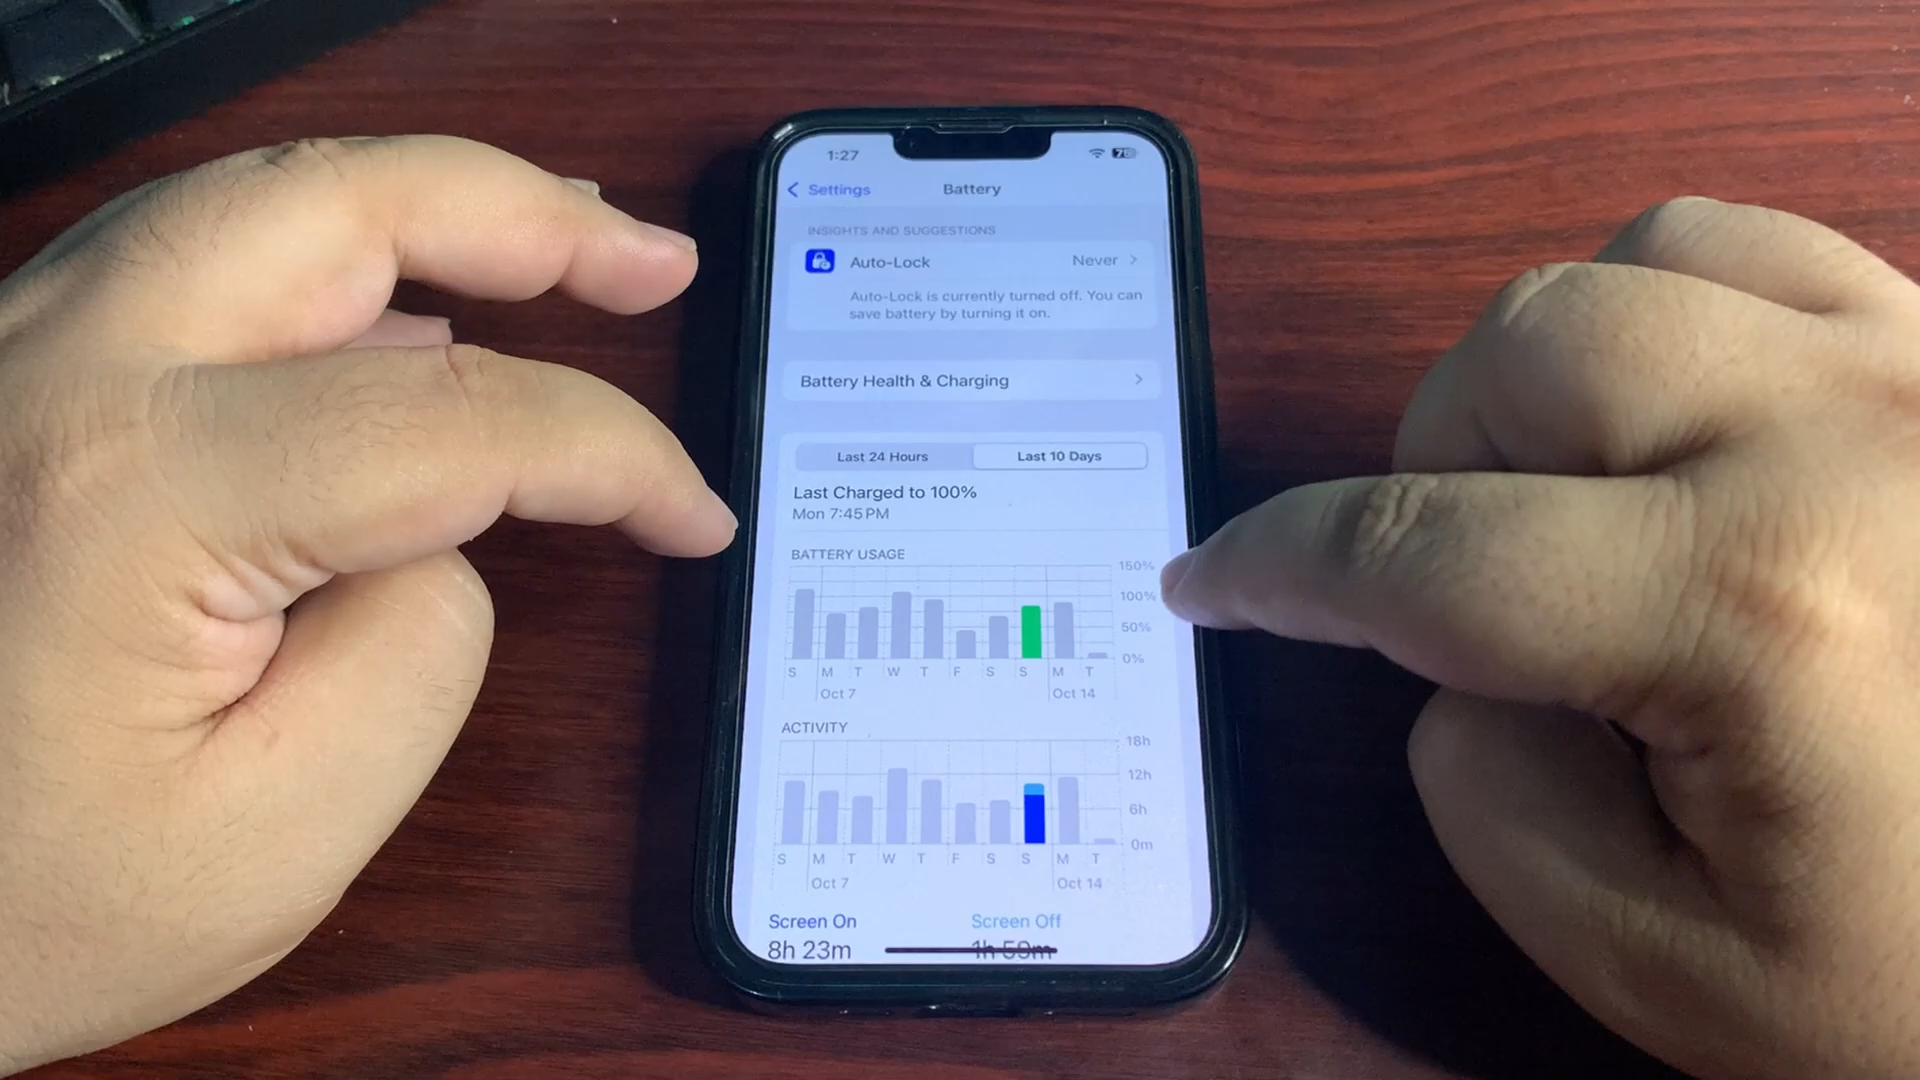 1:27
Settings Battery
INSIGHTS AND SUGGESTIONS
Auto-Lock Never
Auto-Lock is currently turned off. You can
save battery by turning it on.
Battery Health & Charging
Last 24 Hours Last 10 Days
Last Charged to 100%
Mon 7:45 PM
BATTERY USAGE
150%
100%
50%
0%
S M T W T F S S M T
Oct 7 Oct 14
ACTIVITY
18h
12h
6h
0m
S M T W T F S S M T
Oct 7 Oct 14
Screen On Screen Off
8h 23m 1h 59m